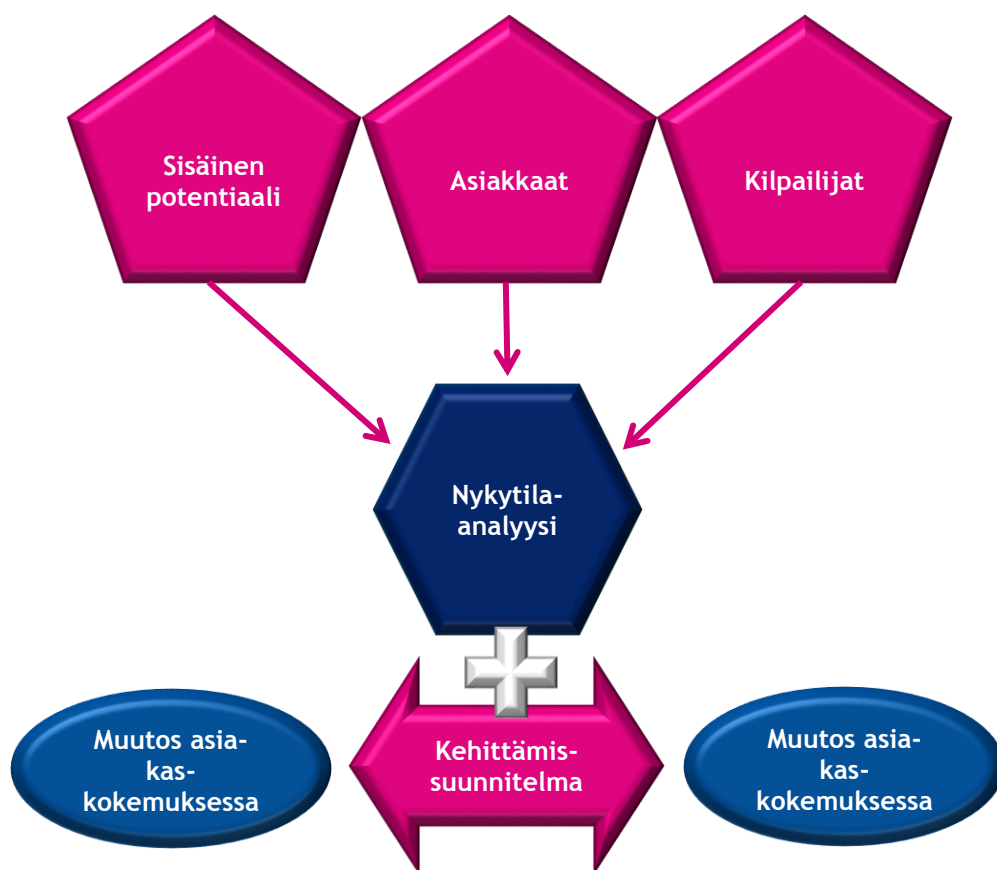 Sisäinen
potentiaali
Asiakkaat
Kilpailijat
Nykytila-
analyysi
Kehittämis-
suunnitelma
Muutos asia-
kas-
kokemuksessa
Muutos asia-
kas-
kokemuksessa